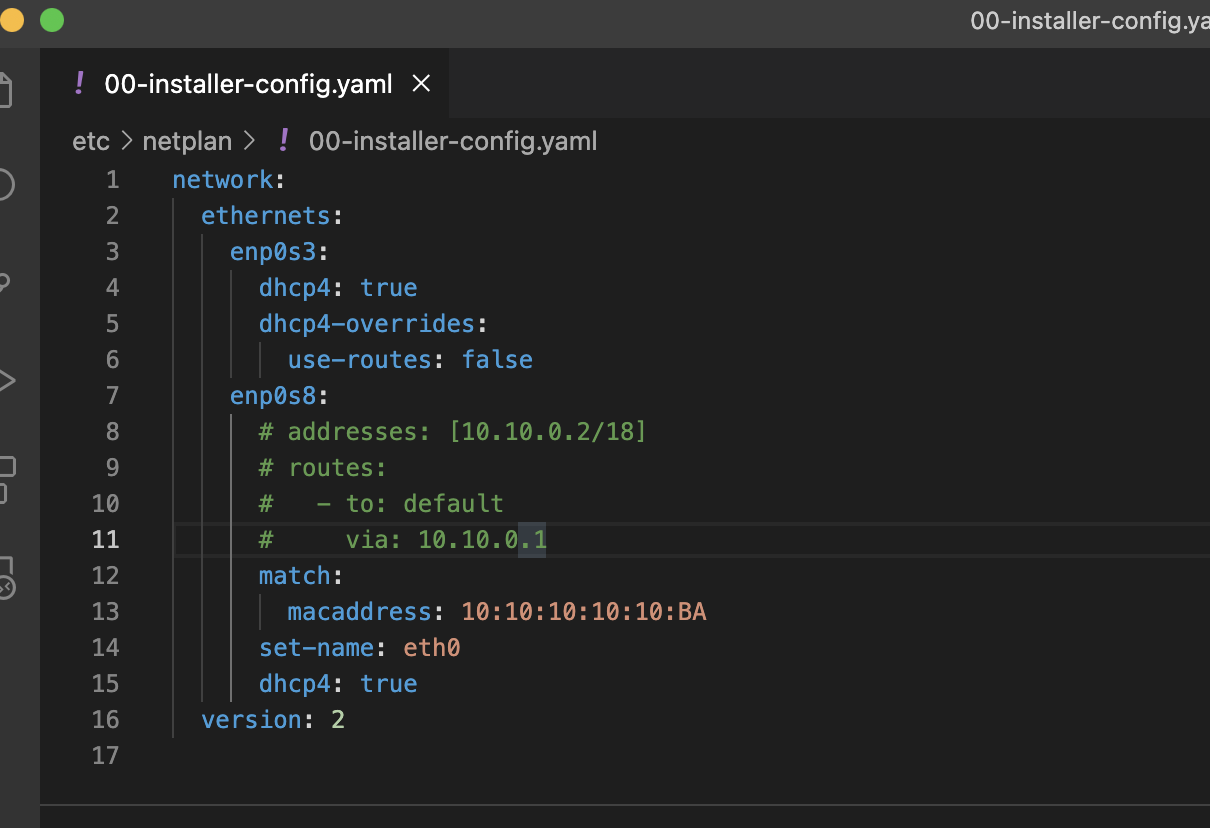 00-installer-config.ya
! 00-installer-config.yaml ×
etc > netplan > ! 00-installer-config.yaml
1 network:
2   ethernets:
3     enp0s3:
4       dhcp4: true
5       dhcp4-overrides:
6         use-routes: false
7     enp0s8:
8       # addresses: [10.10.0.2/18]
9       # routes:
10       #   - to: default
11       #     via: 10.10.0.1
12       match:
13         macaddress: 10:10:10:10:10:BA
14       set-name: eth0
15       dhcp4: true
16   version: 2
17